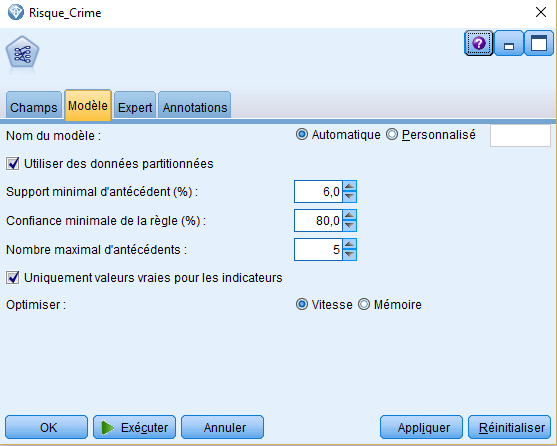 Risque_Crime
?
Champs Modèle Expert Annotations
Nom du modèle : Automatique Personnalisé
Utiliser des données partitionnées
Support minimal d'antécédent (%) : 6,0
Confiance minimale de la règle (%) : 80,0
Nombre maximal d'antécédents : 5
Uniquement valeurs vraies pour les indicateurs
Optimiser : Vitesse Mémoire
OK Exécuter Annuler Appliquer Réinitialiser